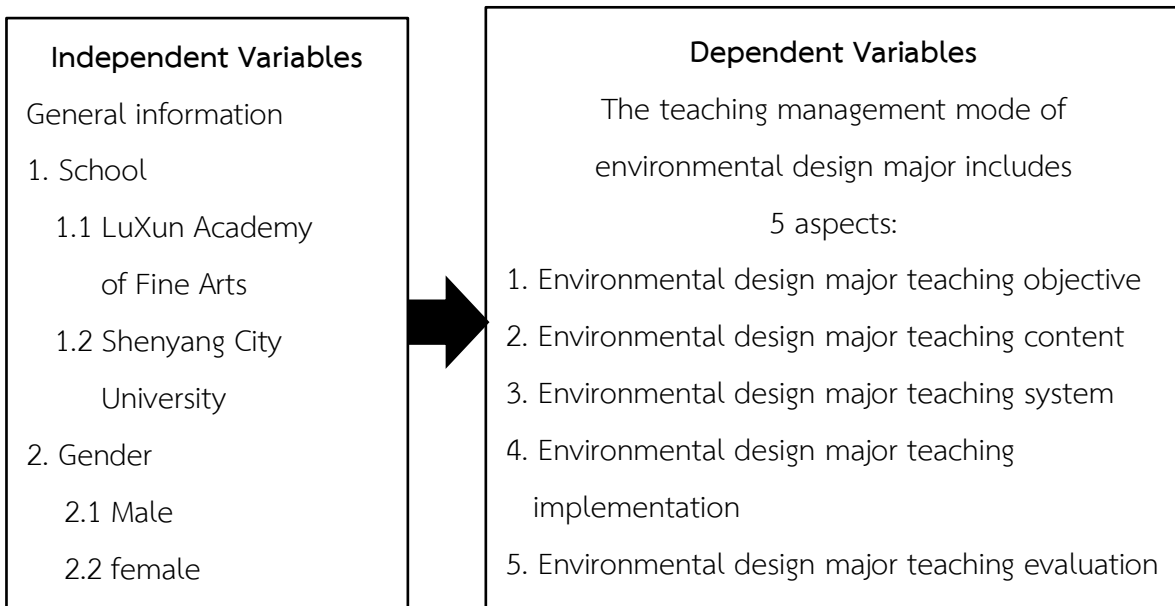 Independent Variables
General information
1. School
1.1 LuXun Academy
of Fine Arts
1.2 Shenyang City
University
2. Gender
2.1 Male
2.2 female
Dependent Variables
The teaching management mode of
environmental design major includes
5 aspects:
1. Environmental design major teaching objective
2. Environmental design major teaching content
3. Environmental design major teaching system
4. Environmental design major teaching
implementation
5. Environmental design major teaching evaluation